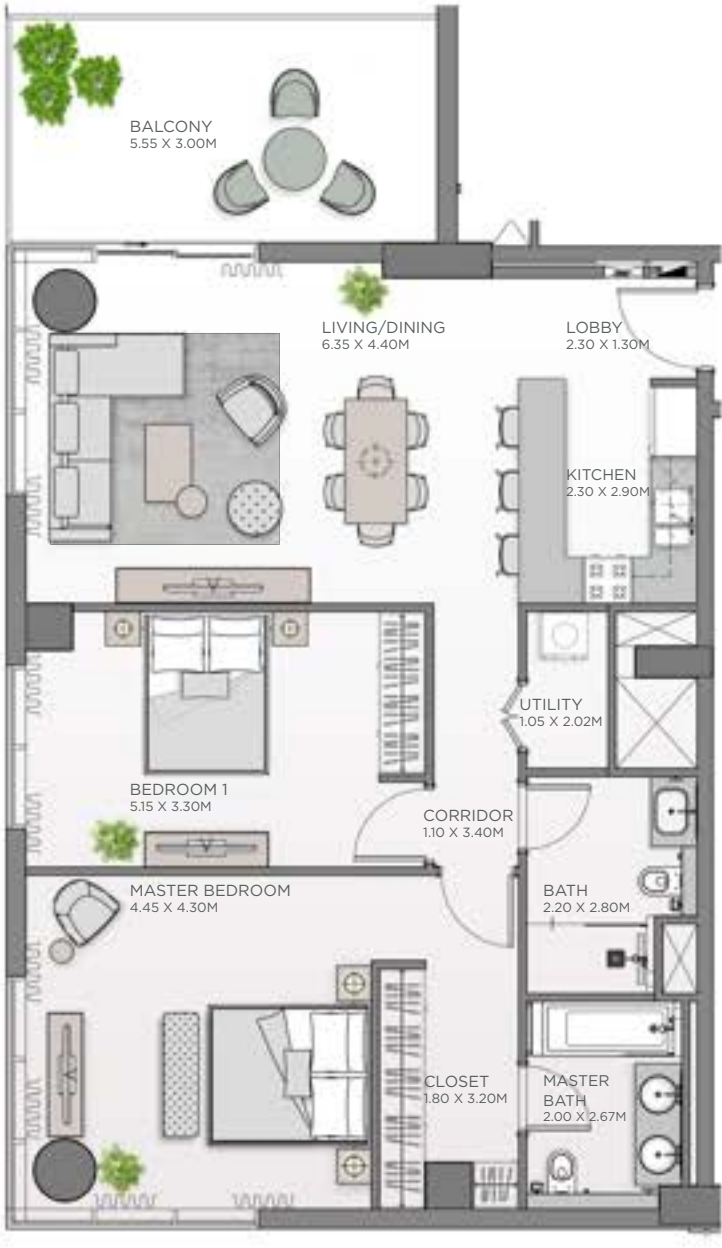 BALCONY
5.55 X 3.00M
LIVING/DINING
6.35 X 4.40M
LOBBY
2.30 X 1.30M
KITCHEN
2.30 X 2.90M
UTILITY
1.05 X 2.02M
BEDROOM 1
5.15 X 3.30M
CORRIDOR
1.10 X 3.40M
MASTER BEDROOM
4.45 X 4.30M
BATH
2.20 X 2.80M
CLOSET
1.80 X 3.20M
MASTER
BATH
2.00 X 2.67M